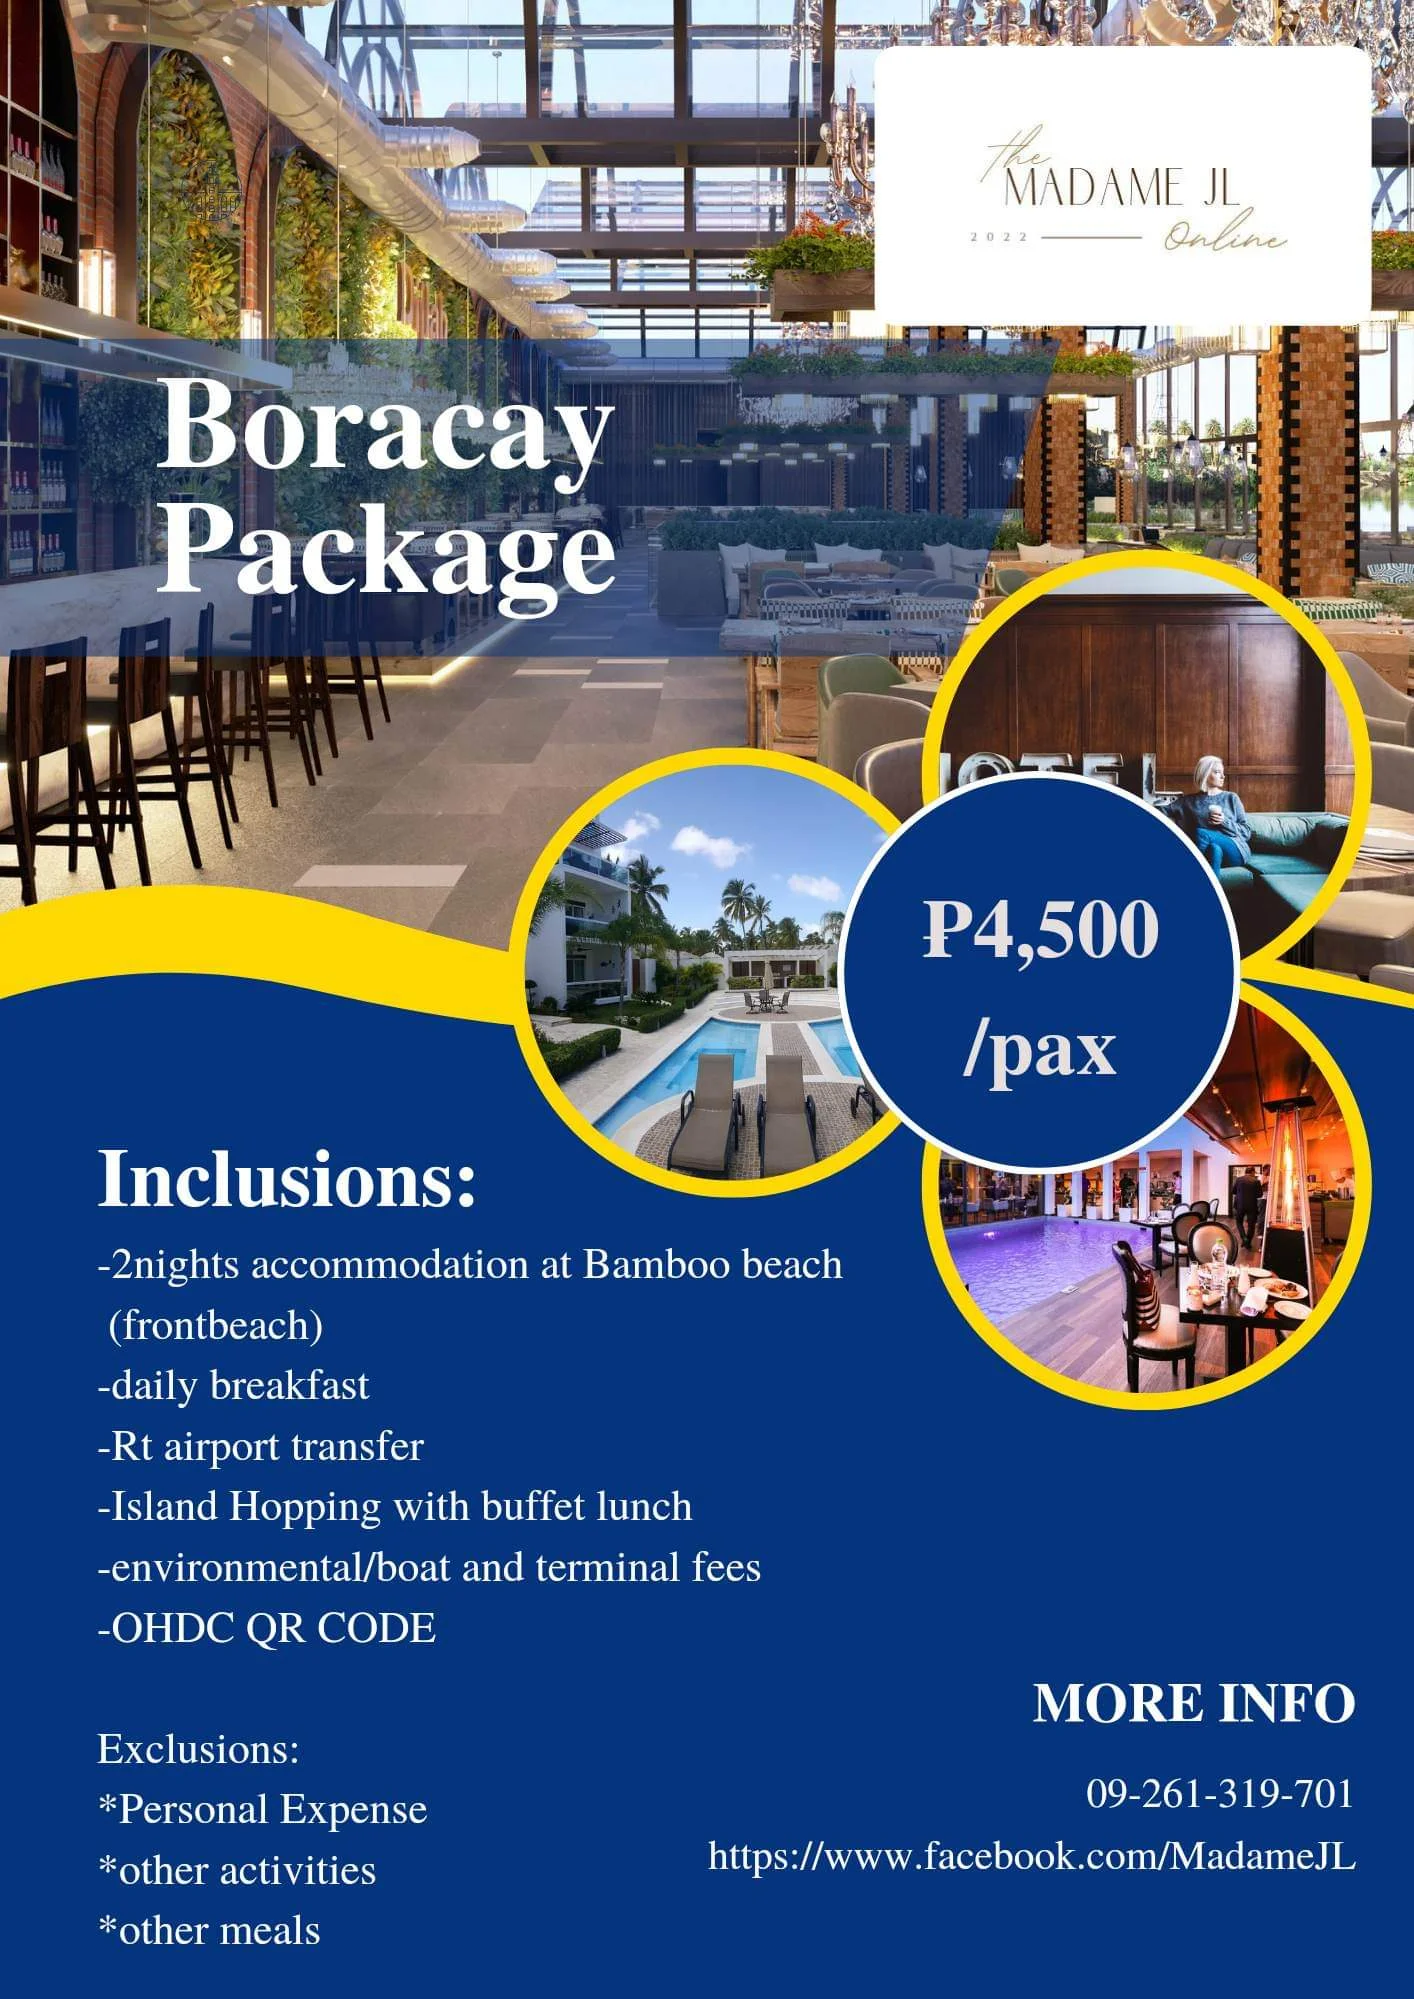 the
MADAME JL
2022 Online
Boracay
Package
HOTEL
₱4,500
/pax
Inclusions:
-2nights accommodation at Bamboo beach
(frontbeach)
-daily breakfast
-Rt airport transfer
-Island Hopping with buffet lunch
-environmental/boat and terminal fees
-OHDC QR CODE
Exclusions:
*Personal Expense
*other activities
*other meals
MORE INFO
09-261-319-701
https://www.facebook.com/MadameJL